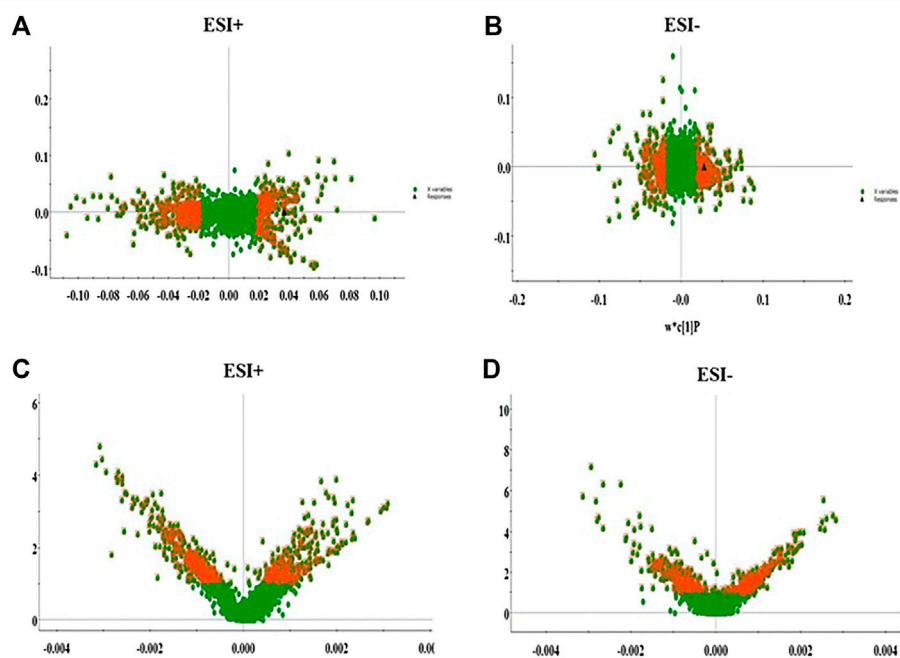 A
ESI+
0.2
0.1
0.0
-0.1
-0.10 -0.08 -0.06 -0.04 -0.02 0.00 0.02 0.04 0.06 0.08 0.10
X variables
Responses
B
ESI-
0.1
0.0
-0.1
-0.2 -0.1 -0.0 0.1 0.2
w*c[1]P
X variables
Responses
C
ESI+
6
4
2
0
-0.004 -0.002 0.000 0.002
D
ESI-
10
8
6
4
2
0
-0.004 -0.002 0.000 0.002 0.004